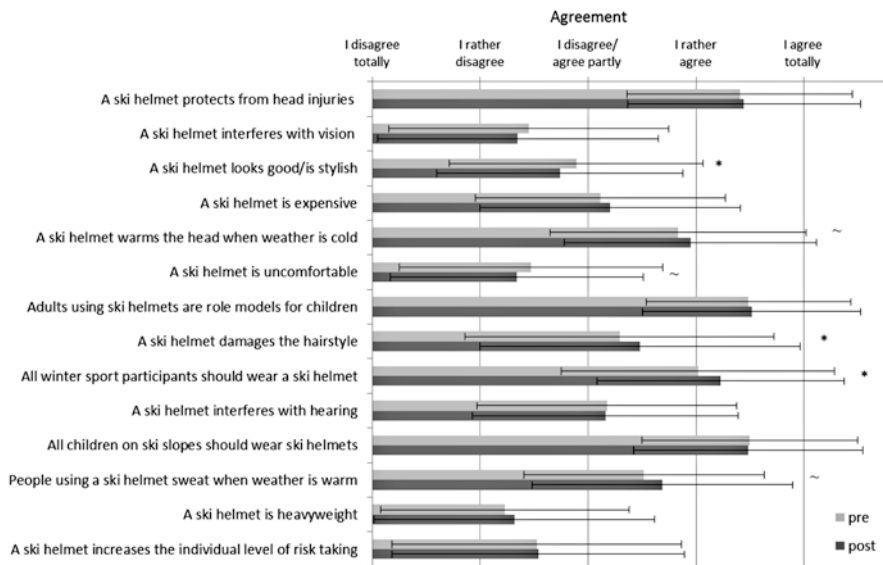 Agreement
I disagree totally
I rather disagree
I disagree/ agree partly
I rather agree
I agree totally
A ski helmet protects from head injuries
A ski helmet interferes with vision
A ski helmet looks good/is stylish
*
A ski helmet is expensive
A ski helmet warms the head when weather is cold
~
A ski helmet is uncomfortable
~
Adults using ski helmets are role models for children
A ski helmet damages the hairstyle
*
All winter sport participants should wear a ski helmet
*
A ski helmet interferes with hearing
All children on ski slopes should wear ski helmets
People using a ski helmet sweat when weather is warm
~
A ski helmet is heavyweight
A ski helmet increases the individual level of risk taking
pre
post